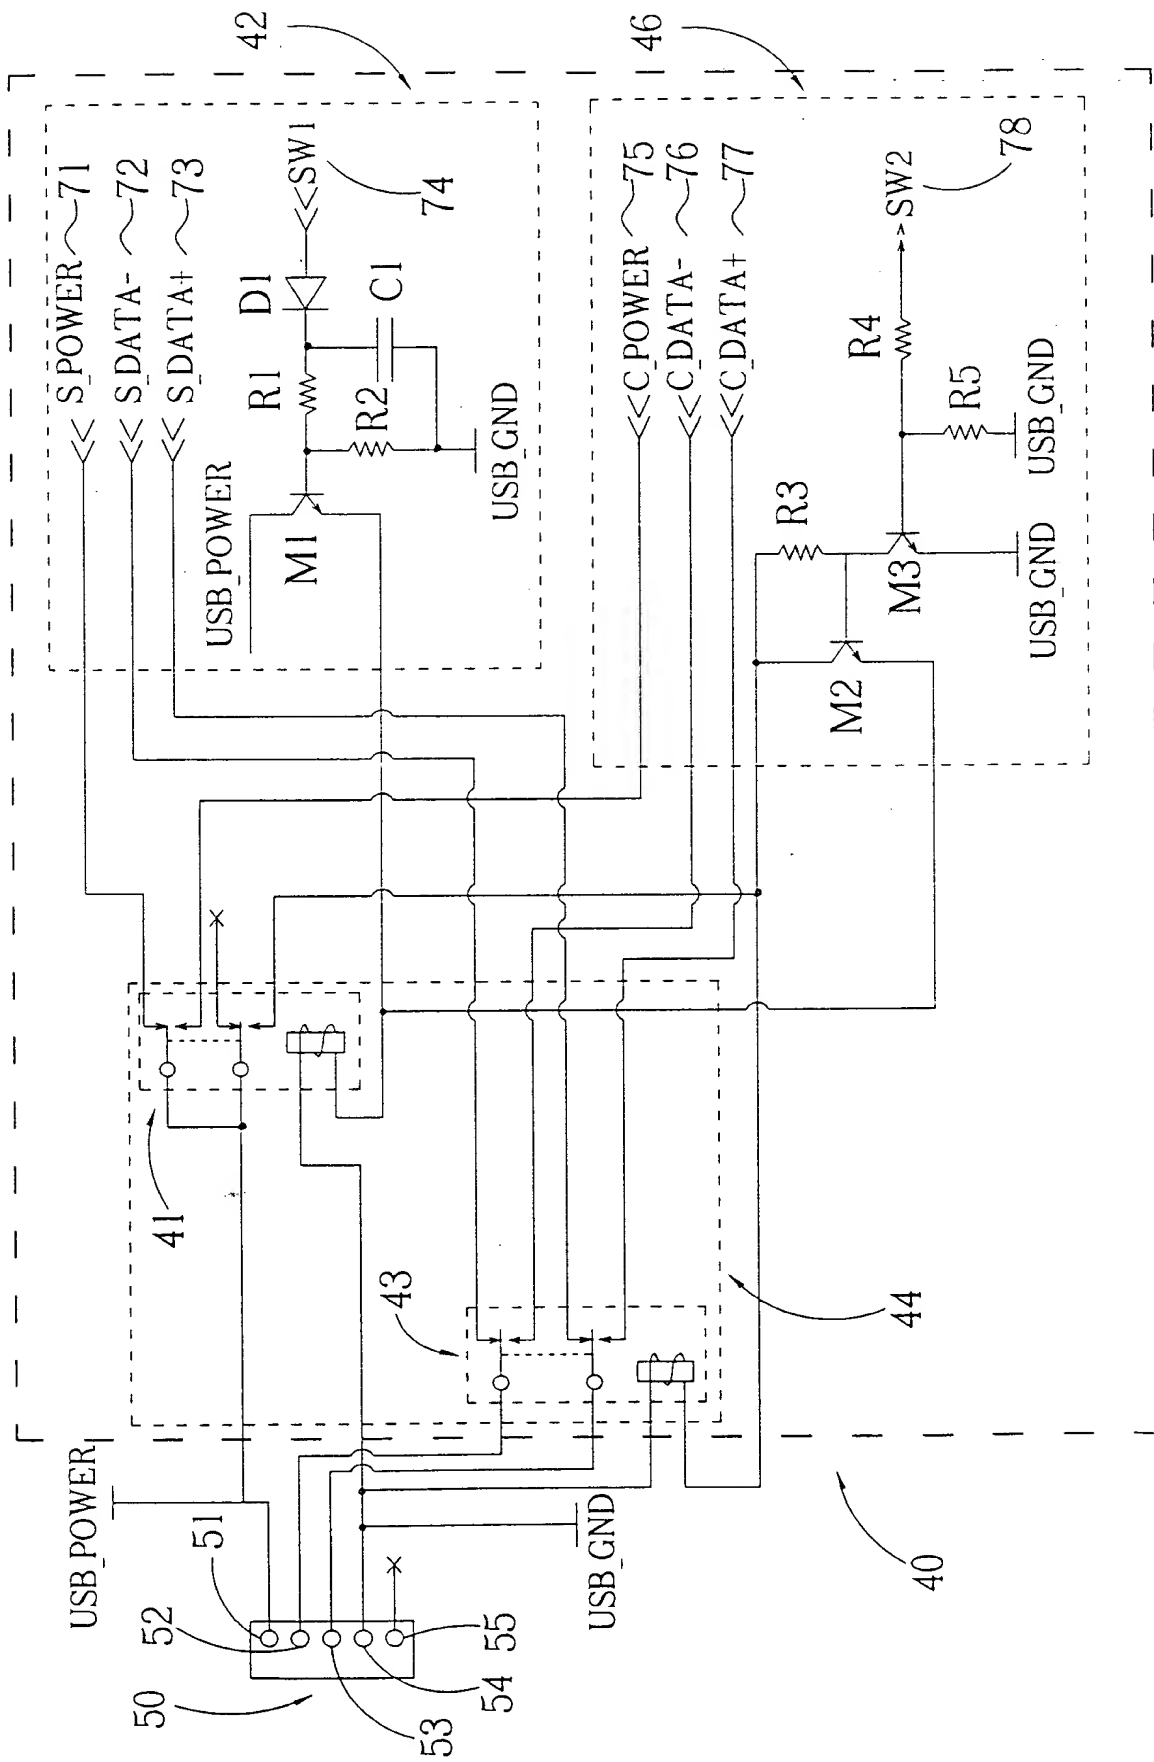 42
46
S_POWER 71
S_DATA- 72
S_DATA+ 73
SW1
74
D1
C1
R1
R2
USB_POWER
M1
USB_GND
C_POWER 75
C_DATA- 76
C_DATA+ 77
SW2
78
R4
R5
USB_GND
R3
M3
USB_GND
M2
41
43
44
40
USB_POWER
51
52
50
53
54
55
USB_GND